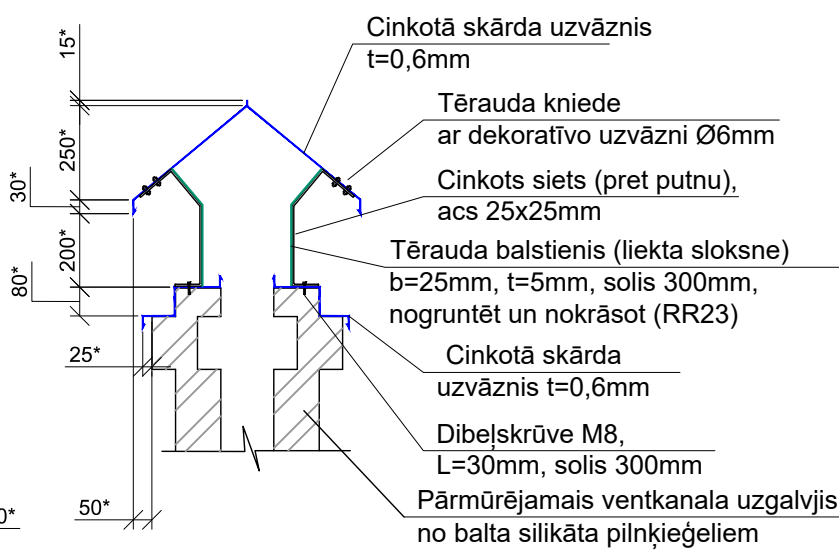 Cinkotā skārda uzvāznis
t=0,6mm
Tērauda kniede
ar dekoratīvo uzvāzni Ø6mm
Cinkots siets (pret putnu),
acs 25x25mm
Tērauda balstienis (liekta sloksne)
b=25mm, t=5mm, solis 300mm,
nogruntēt un nokrāsot (RR23)
Cinkotā skārda
uzvāznis t=0,6mm
Dibeļskrūve M8,
L=30mm, solis 300mm
Pārmūrējamais ventkanala uzgalvjis
no balta silikāta pilnķieģeliem
15*
250*
30*
200*
80*
25*
50*